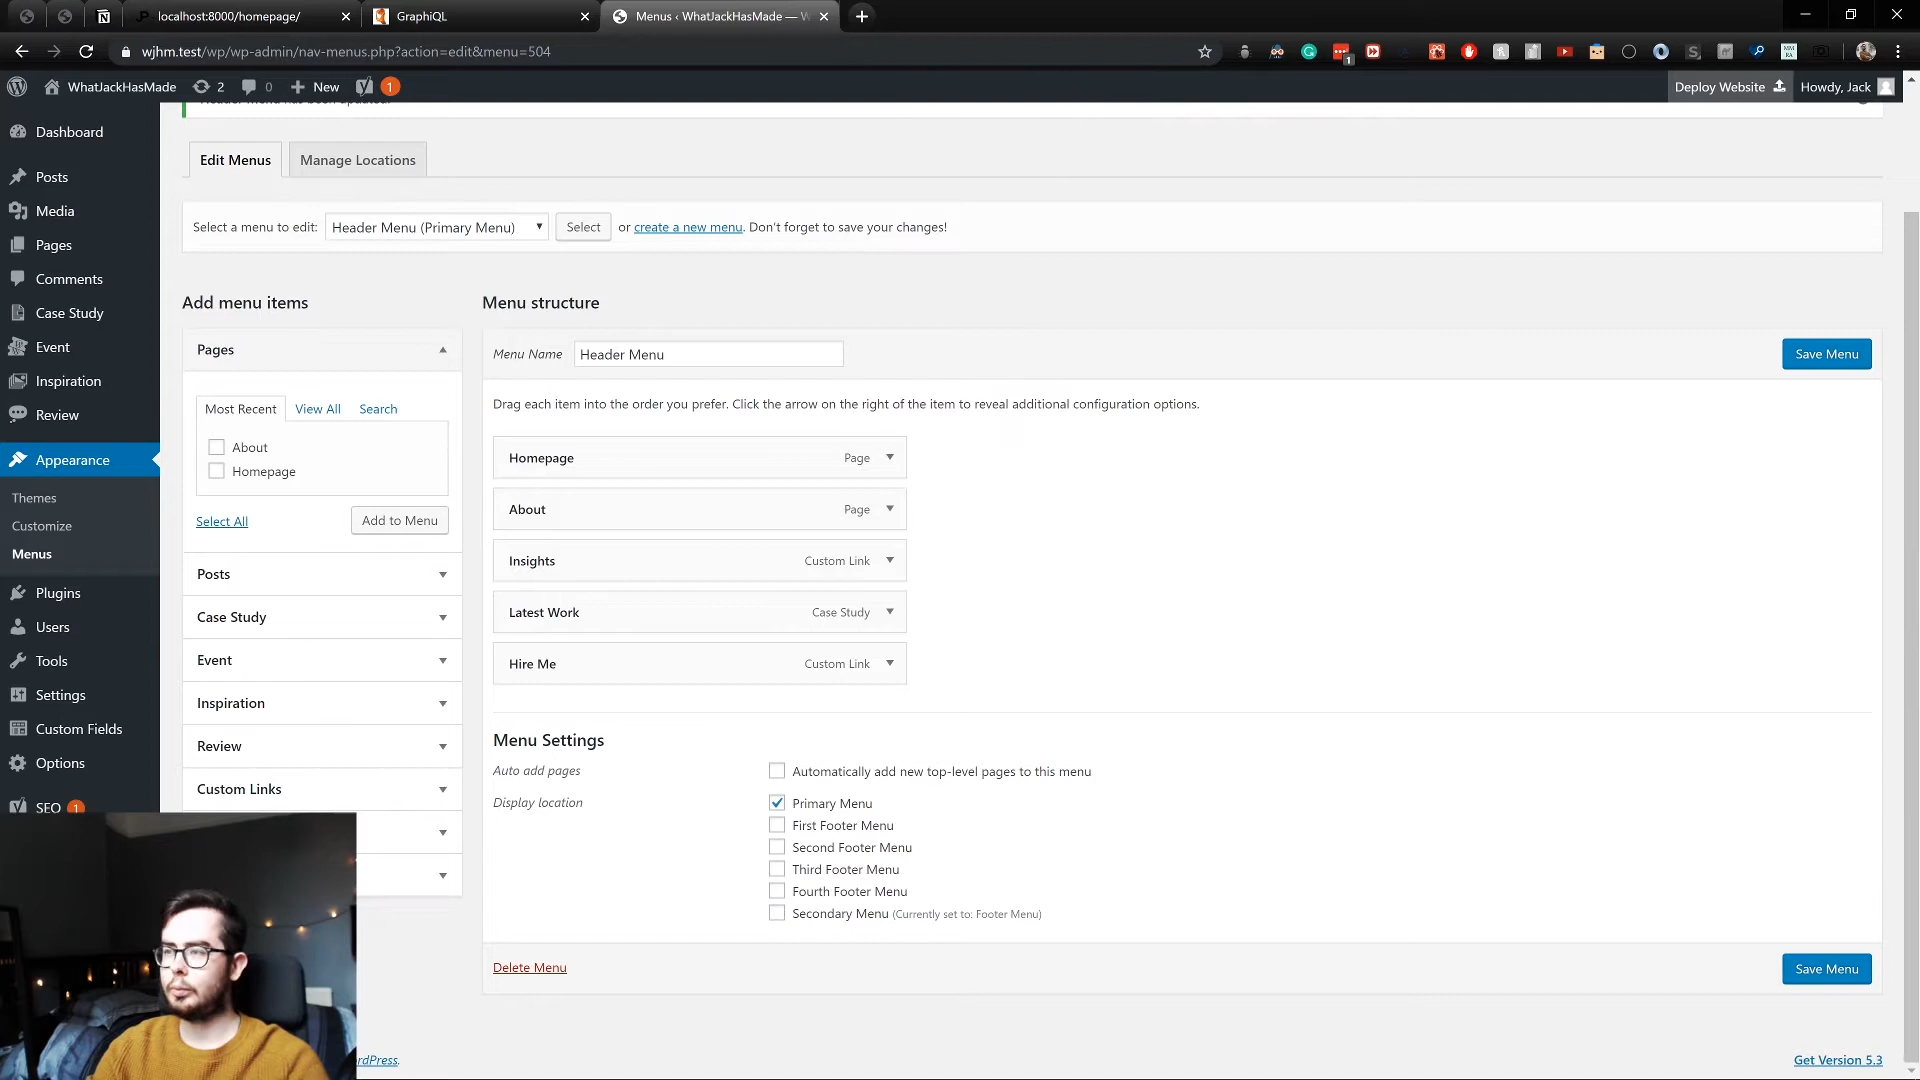 localhost:8000/homepage/
GraphiQL
Menus ‹ WhatJackHasMade — W
wjhm.test/wp/wp-admin/nav-menus.php?action=edit&menu=504
WhatJackHasMade 2 0 New 1
Deploy Website Howdy, Jack
Dashboard
Posts
Media
Pages
Comments
Case Study
Event
Inspiration
Review
Appearance
Themes
Customize
Menus
Plugins
Users
Tools
Settings
Custom Fields
Options
SEO 1
Edit Menus
Manage Locations
Select a menu to edit: Header Menu (Primary Menu) Select or create a new menu. Don't forget to save your changes!
Add menu items
Pages
Most Recent View All Search
About
Homepage
Select All Add to Menu
Posts
Case Study
Event
Inspiration
Review
Custom Links
Menu structure
Menu Name Header Menu Save Menu
Drag each item into the order you prefer. Click the arrow on the right of the item to reveal additional configuration options.
Homepage Page
About Page
Insights Custom Link
Latest Work Case Study
Hire Me Custom Link
Menu Settings
Auto add pages Automatically add new top-level pages to this menu
Display location Primary Menu
First Footer Menu
Second Footer Menu
Third Footer Menu
Fourth Footer Menu
Secondary Menu (Currently set to: Footer Menu)
Delete Menu Save Menu
rdPress.
Get Version 5.3